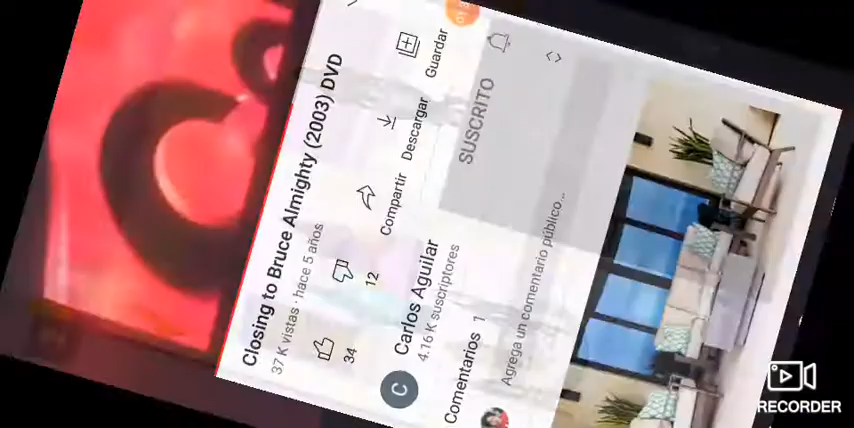 Closing to Bruce Almighty (2003) DVD
37 K vistas · hace 5 años
34
12
Compartir
Descargar
Guardar
Carlos Aguilar
4.16 K suscriptores
SUSCRITO
Comentarios 1
Agrega un comentario público...
C
RECORDER